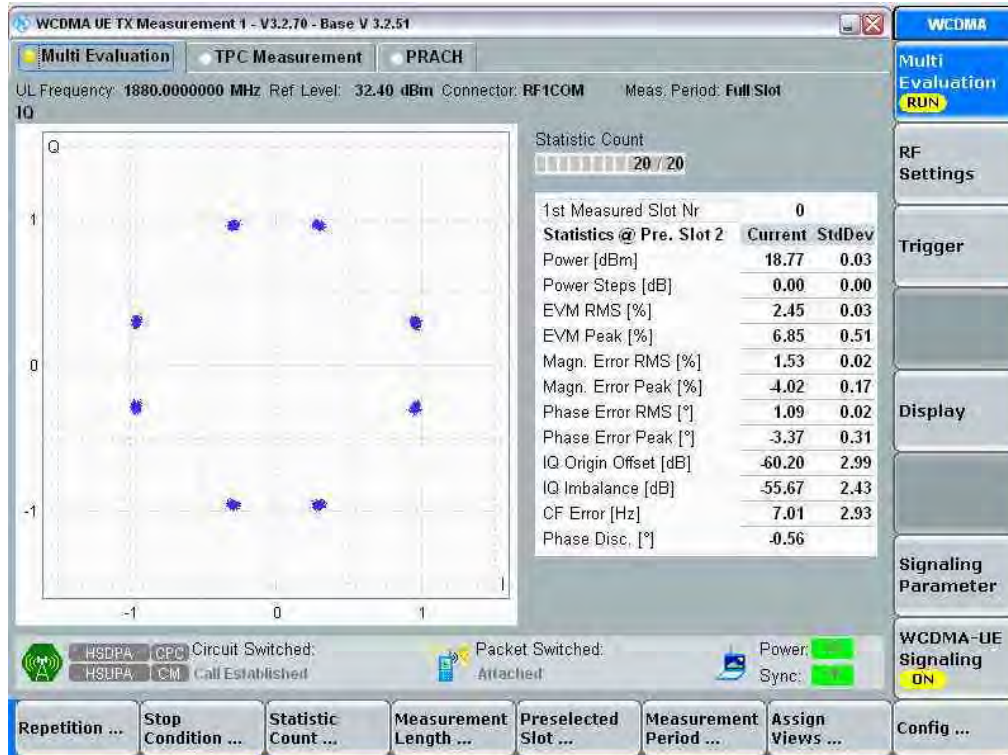 WCDMA UE TX Measurement 1 - V3.2.70 - Base V 3.2.51
WCDMA
Multi Evaluation TPC Measurement PRACH
UL Frequency: 1880.0000000 MHz Ref Level: 32.40 dBm Connector: RF1COM Meas. Period: Full Slot
IQ
Q
1
0
-1
-1 0 1
I
Statistic Count
20 / 20
1st Measured Slot Nr 0
Statistics @ Pre. Slot 2 Current StdDev
Power [dBm] 18.77 0.03
Power Steps [dB] 0.00 0.00
EVM RMS [%] 2.45 0.03
EVM Peak [%] 6.85 0.51
Magn. Error RMS [%] 1.53 0.02
Magn. Error Peak [%] -4.02 0.17
Phase Error RMS [°] 1.09 0.02
Phase Error Peak [°] -3.37 0.31
IQ Origin Offset [dB] -60.20 2.99
IQ Imbalance [dB] -55.67 2.43
CF Error [Hz] 7.01 2.93
Phase Disc. [°] -0.56
Multi
Evaluation
RUN
RF
Settings
Trigger
Display
Signaling
Parameter
WCDMA-UE
Signaling
ON
HSDPA CPC Circuit Switched: Packet Switched: Power:
HSUPA CM Call Established Attached Sync:
Repetition ...
Stop
Condition ...
Statistic
Count ...
Measurement
Length ...
Preselected
Slot ...
Measurement
Period ...
Assign
Views ...
Config ...